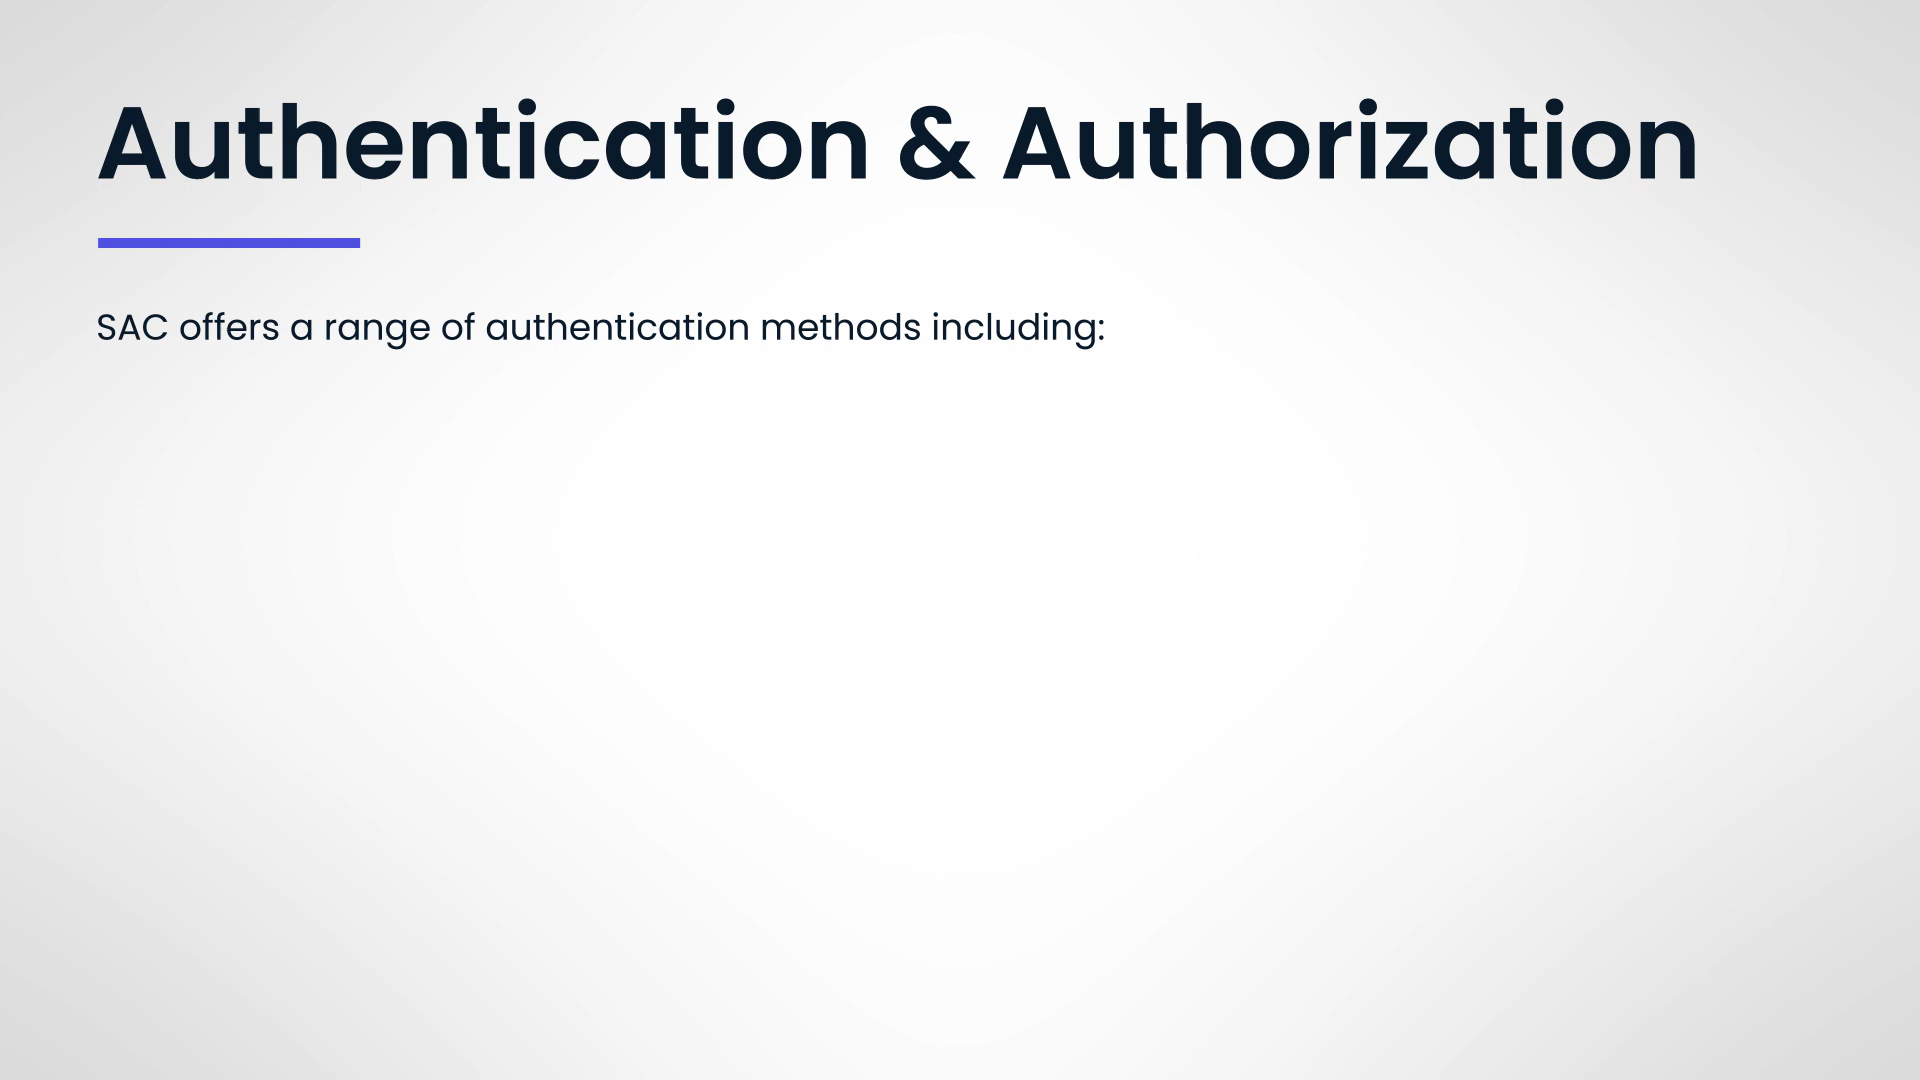 Authentication & Authorization
SAC offers a range of authentication methods including: